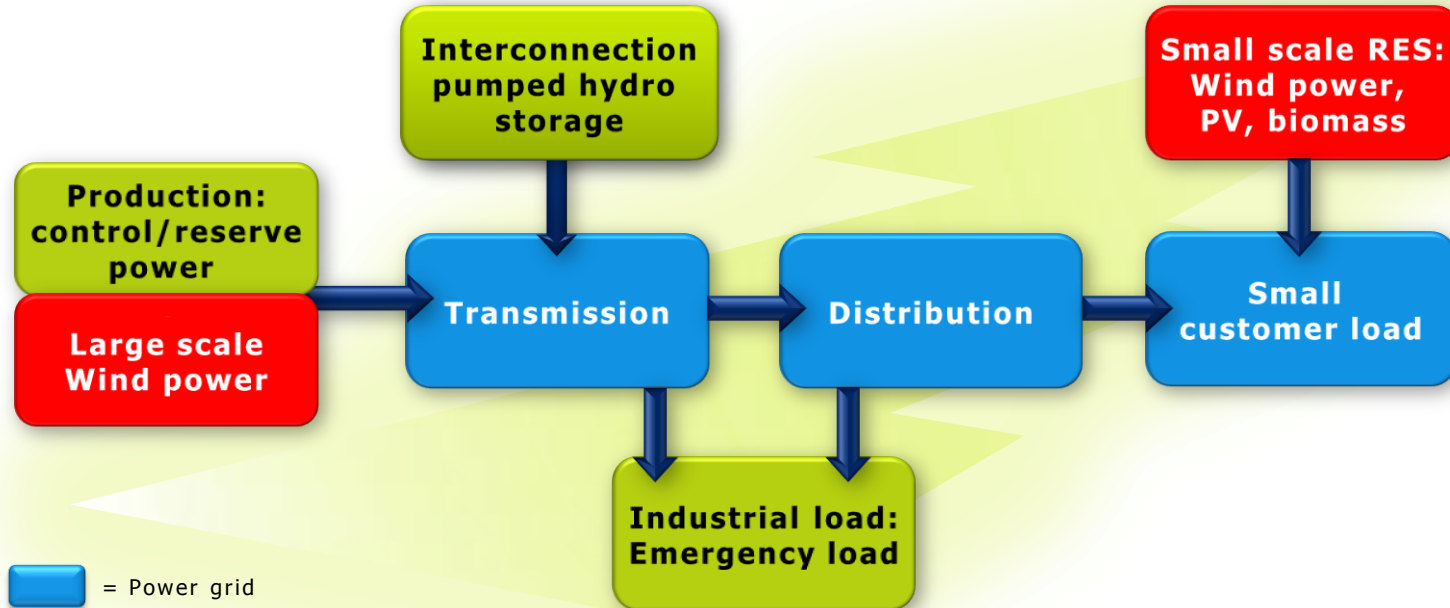 Interconnection
pumped hydro
storage
Small scale RES:
Wind power,
PV, biomass
Production:
control/reserve
power
Large scale
Wind power
Transmission
Distribution
Small
customer load
Industrial load:
Emergency load
= Power grid